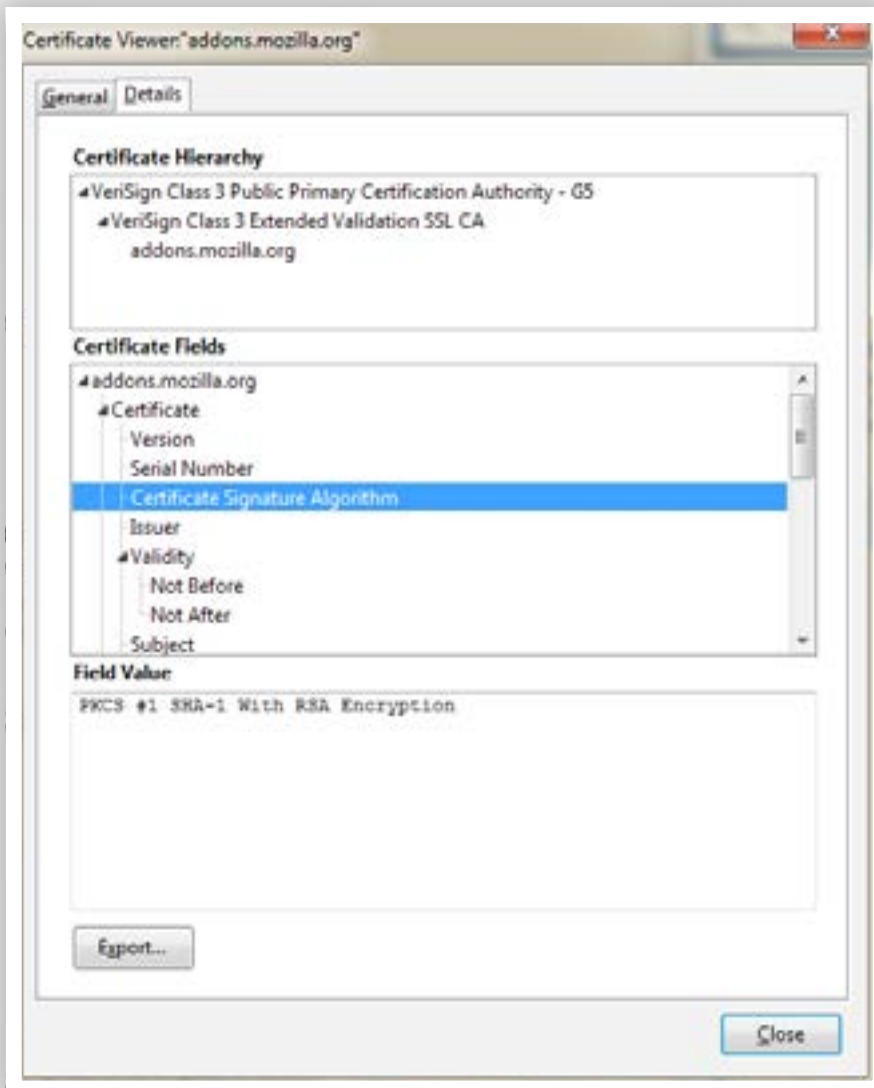 Certificate Viewer:"addons.mozilla.org"
General Details
Certificate Hierarchy
VeriSign Class 3 Public Primary Certification Authority - G5
VeriSign Class 3 Extended Validation SSL CA
addons.mozilla.org
Certificate Fields
addons.mozilla.org
Certificate
Version
Serial Number
Certificate Signature Algorithm
Issuer
Validity
Not Before
Not After
Subject
Field Value
PKCS #1 SHA-1 With RSA Encryption
Export...
Close